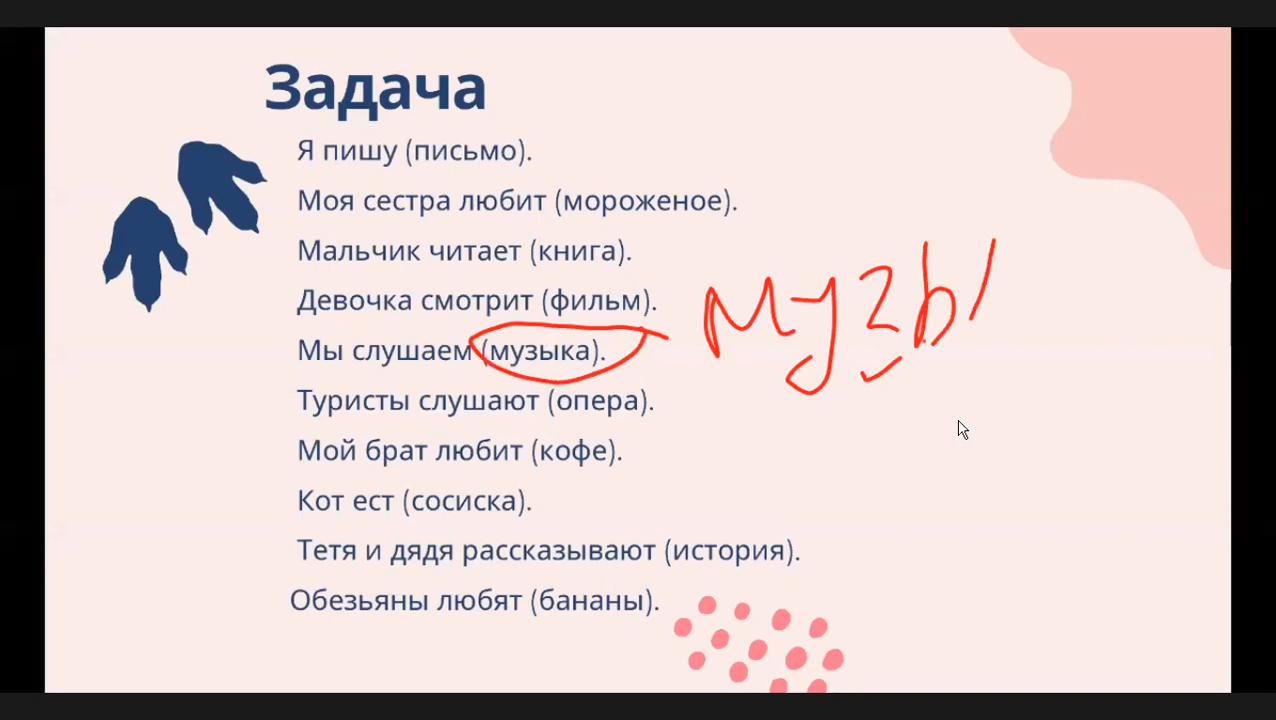 Задача
Я пишу (письмо).
Моя сестра любит (мороженое).
Мальчик читает (книга).
Девочка смотрит (фильм).
Мы слушаем (музыка).
музы
Туристы слушают (опера).
Мой брат любит (кофе).
Кот ест (сосиска).
Тетя и дядя рассказывают (история).
Обезьяны любят (бананы).